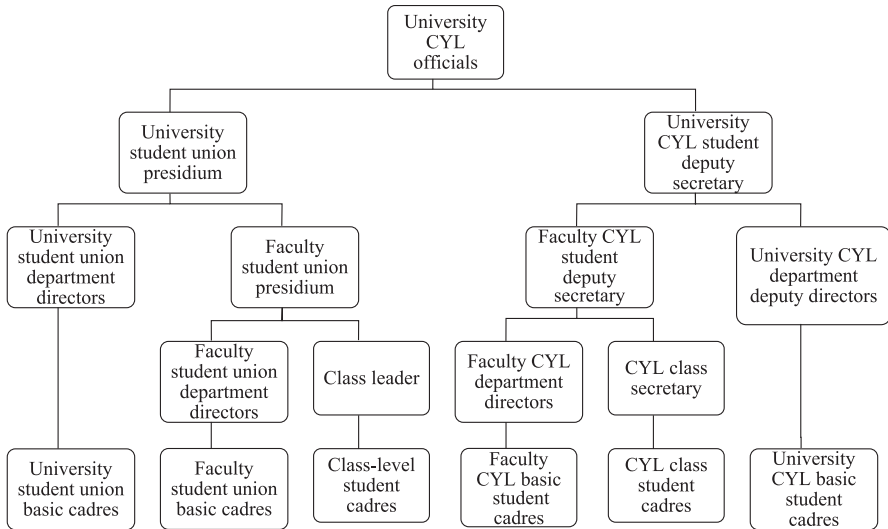 University
CYL
officials
University
student union
presidium
University
CYL student
deputy
secretary
University
student union
department
directors
Faculty
student union
presidium
Faculty CYL
student
deputy
secretary
University CYL
department
deputy directors
Faculty
student union
department
directors
Class leader
Faculty CYL
department
directors
CYL class
secretary
University
student union
basic cadres
Faculty
student union
basic cadres
Class-level
student
cadres
Faculty
CYL basic
student
cadres
CYL class
student
cadres
University
CYL basic
student
cadres